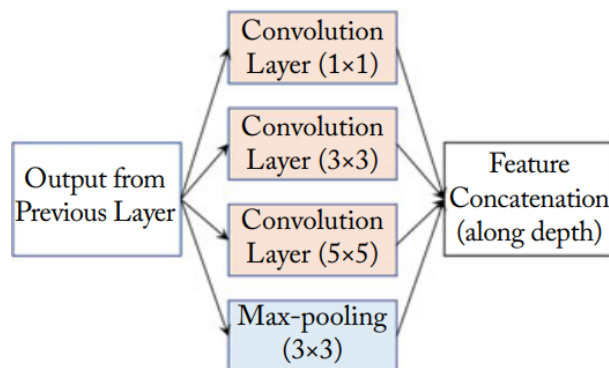 Output from
Previous Layer
Convolution
Layer (1×1)
Convolution
Layer (3×3)
Convolution
Layer (5×5)
Max-pooling
(3×3)
Feature
Concatenation
(along depth)